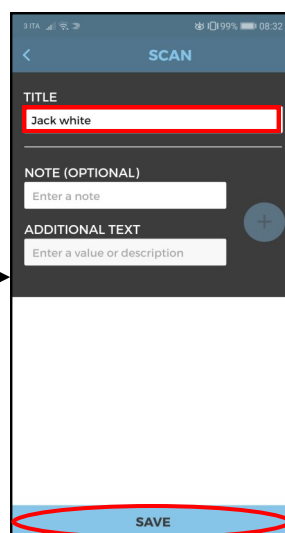 3 ITA 99% 08:32
SCAN
TITLE
Jack white
NOTE (OPTIONAL)
Enter a note
ADDITIONAL TEXT
Enter a value or description
SAVE